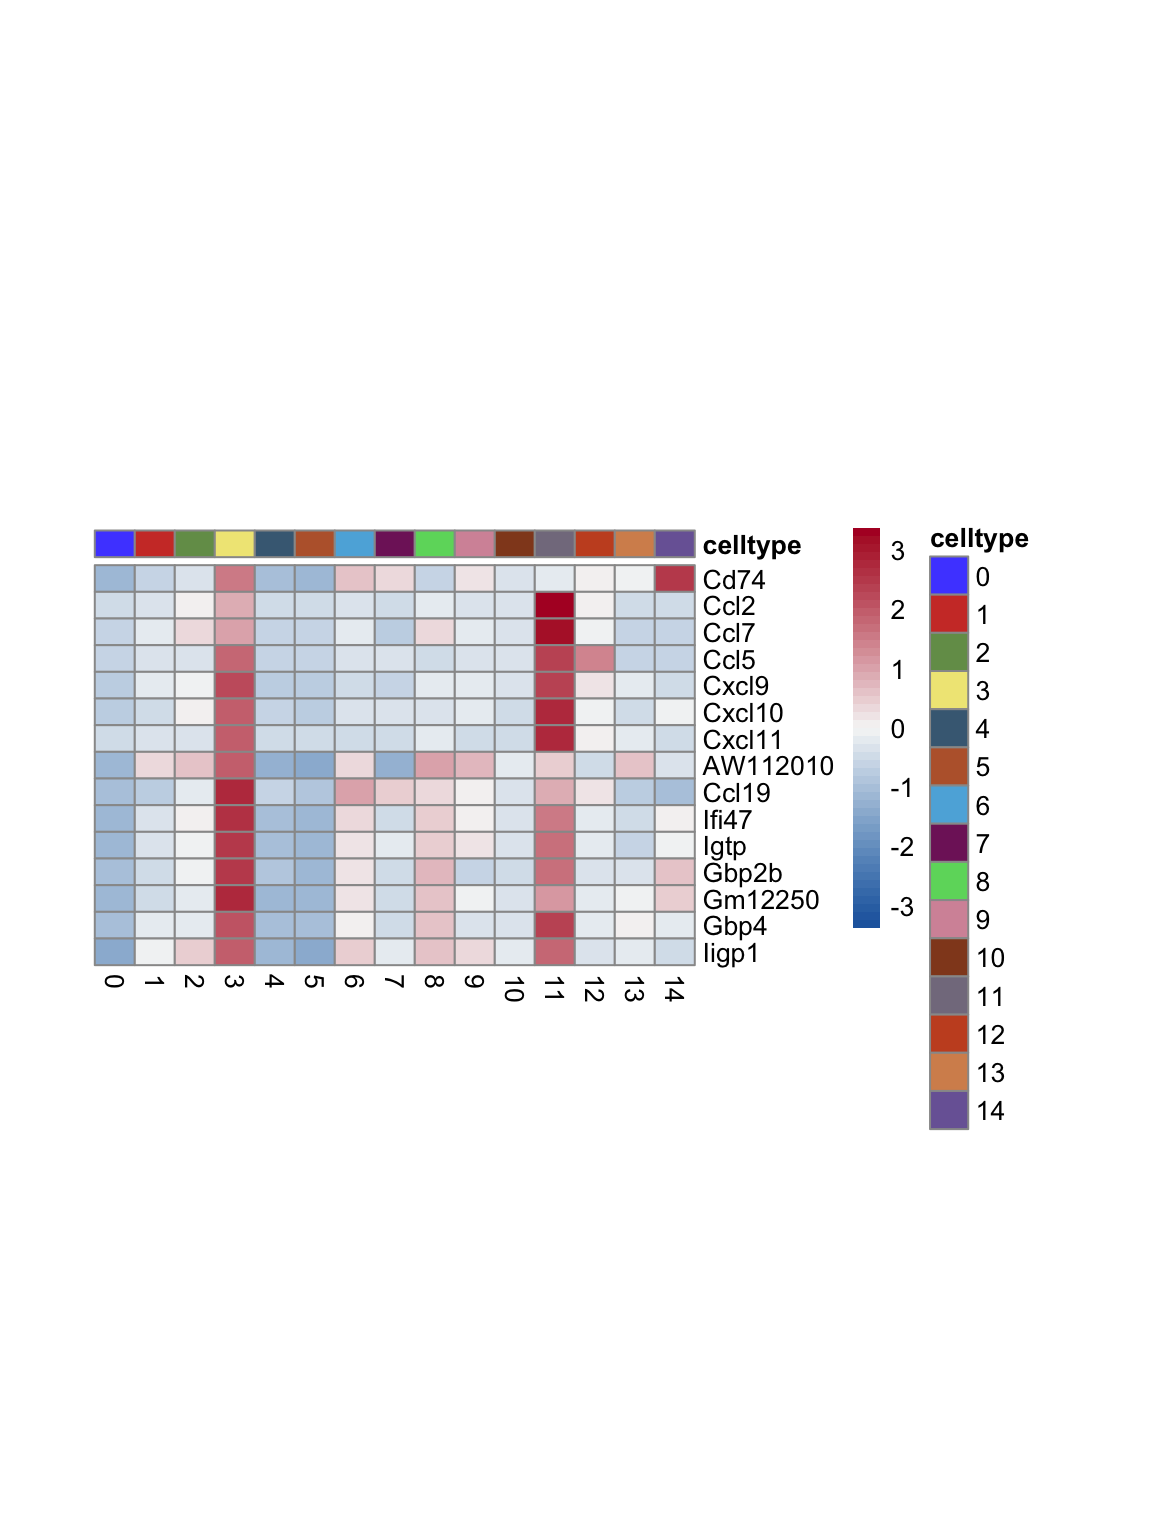 celltype
Cd74
Ccl2
Ccl7
Ccl5
Cxcl9
Cxcl10
Cxcl11
AW112010
Ccl19
Ifi47
Igtp
Gbp2b
Gm12250
Gbp4
Iigp1
0 1 2 3 4 5 6 7 8 9 10 11 12 13 14
3
2
1
0
-1
-2
-3
celltype
0
1
2
3
4
5
6
7
8
9
10
11
12
13
14